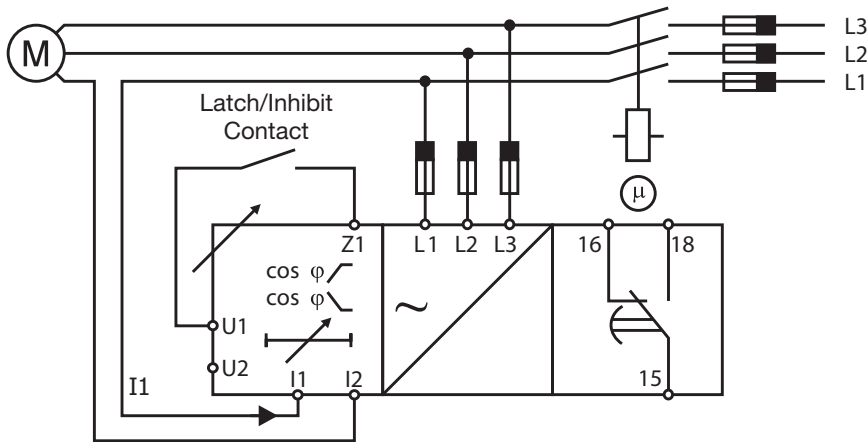 L3
M
L2
L1
Latch/Inhibit
Contact
μ
Z1
L1
L2
L3
16
18
cos φ
cos φ
~
U1
U2
I1
I1
I2
15